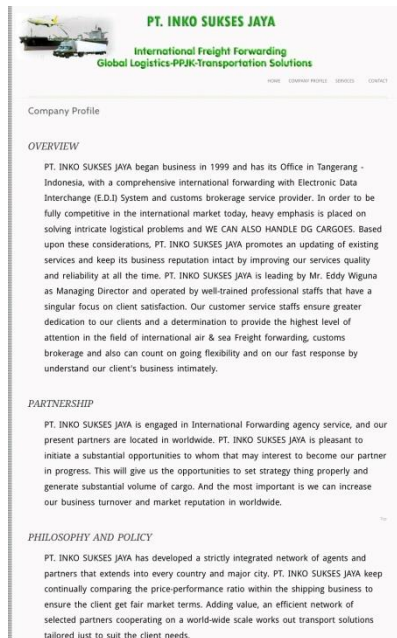 PT. INKO SUKSES JAYA
International Freight Forwarding
Global Logistics-PPJK-Transportation Solutions
HOME COMPANY PROFILE SERVICES CONTACT
Company Profile
OVERVIEW
PT. INKO SUKSES JAYA began business in 1999 and has its Office in Tangerang -
Indonesia, with a comprehensive international forwarding with Electronic Data
Interchange (E.D.I) System and customs brokerage service provider. In order to be
fully competitive in the international market today, heavy emphasis is placed on
solving intricate logistical problems and WE CAN ALSO HANDLE DG CARGOES. Based
upon these considerations, PT. INKO SUKSES JAYA promotes an updating of existing
services and keep its business reputation intact by improving our services quality
and reliability at all the time. PT. INKO SUKSES JAYA is leading by Mr. Eddy Wiguna
as Managing Director and operated by well-trained professional staffs that have a
singular focus on client satisfaction. Our customer service staffs ensure greater
dedication to our clients and a determination to provide the highest level of
attention in the field of international air & sea Freight forwarding, customs
brokerage and also can count on going flexibility and on our fast response by
understand our client's business intimately.
PARTNERSHIP
PT. INKO SUKSES JAYA is engaged in International Forwarding agency service, and our
present partners are located in worldwide. PT. INKO SUKSES JAYA is pleasant to
initiate a substantial opportunities to whom that may interest to become our partner
in progress. This will give us the opportunities to set strategy thing properly and
generate substantial volume of cargo. And the most important is we can increase
our business turnover and market reputation in worldwide.
PHILOSOPHY AND POLICY
PT. INKO SUKSES JAYA has developed a strictly integrated network of agents and
partners that extends into every country and major city. PT. INKO SUKSES JAYA keep
continually comparing the price-performance ratio within the shipping business to
ensure the client get fair market terms. Adding value, an efficient network of
selected partners cooperating on a world-wide scale works out transport solutions
tailored just to suit the client needs.